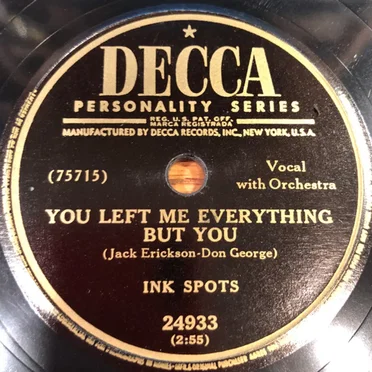 DECCA
PERSONALITY SERIES
REG. U.S. PAT. OFF.
MARCA REGISTRADA
MANUFACTURED BY DECCA RECORDS, INC., NEW YORK, U.S.A.
(75715)
Vocal
with Orchestra
YOU LEFT ME EVERYTHING
BUT YOU
(Jack Erickson-Don George)
INK SPOTS
24933
(2:55)